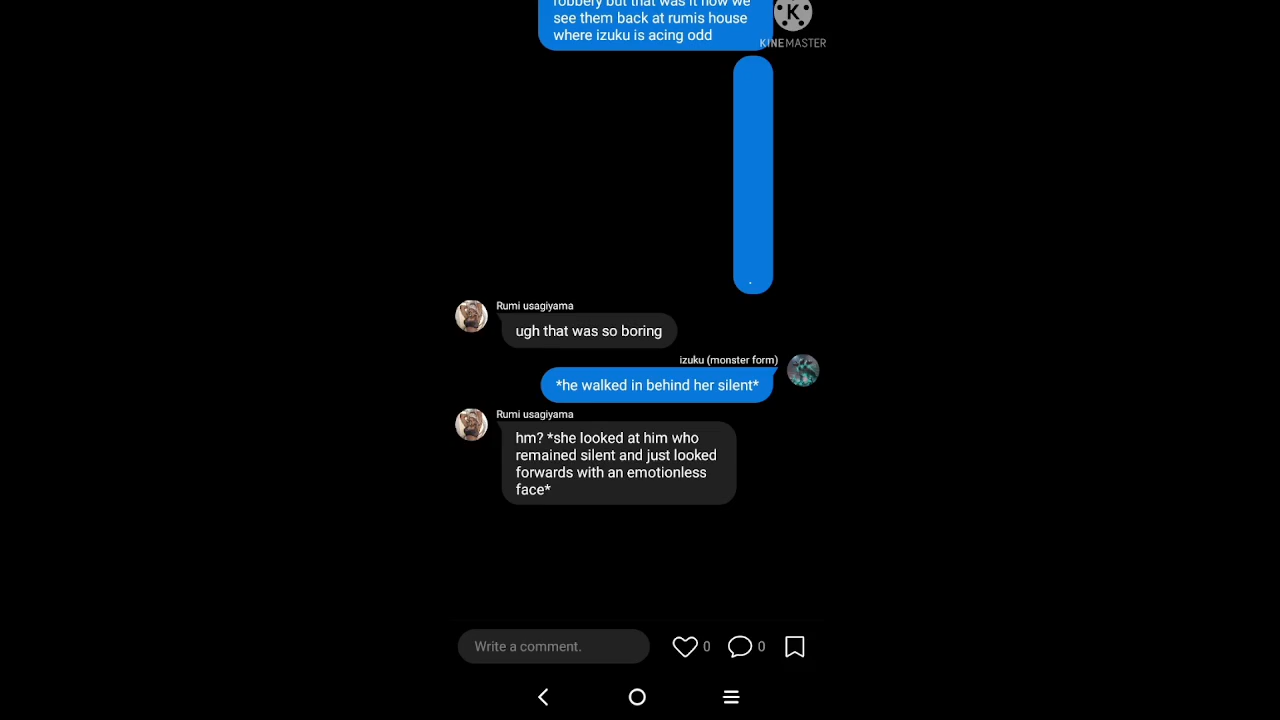 robbery but that was it now we
see them back at rumis house
where izuku is acing odd
K
KINEMASTER
.
Rumi usagiyama
ugh that was so boring
izuku (monster form)
*he walked in behind her silent*
Rumi usagiyama
hm? *she looked at him who
remained silent and just looked
forwards with an emotionless
face*
Write a comment.
0
0